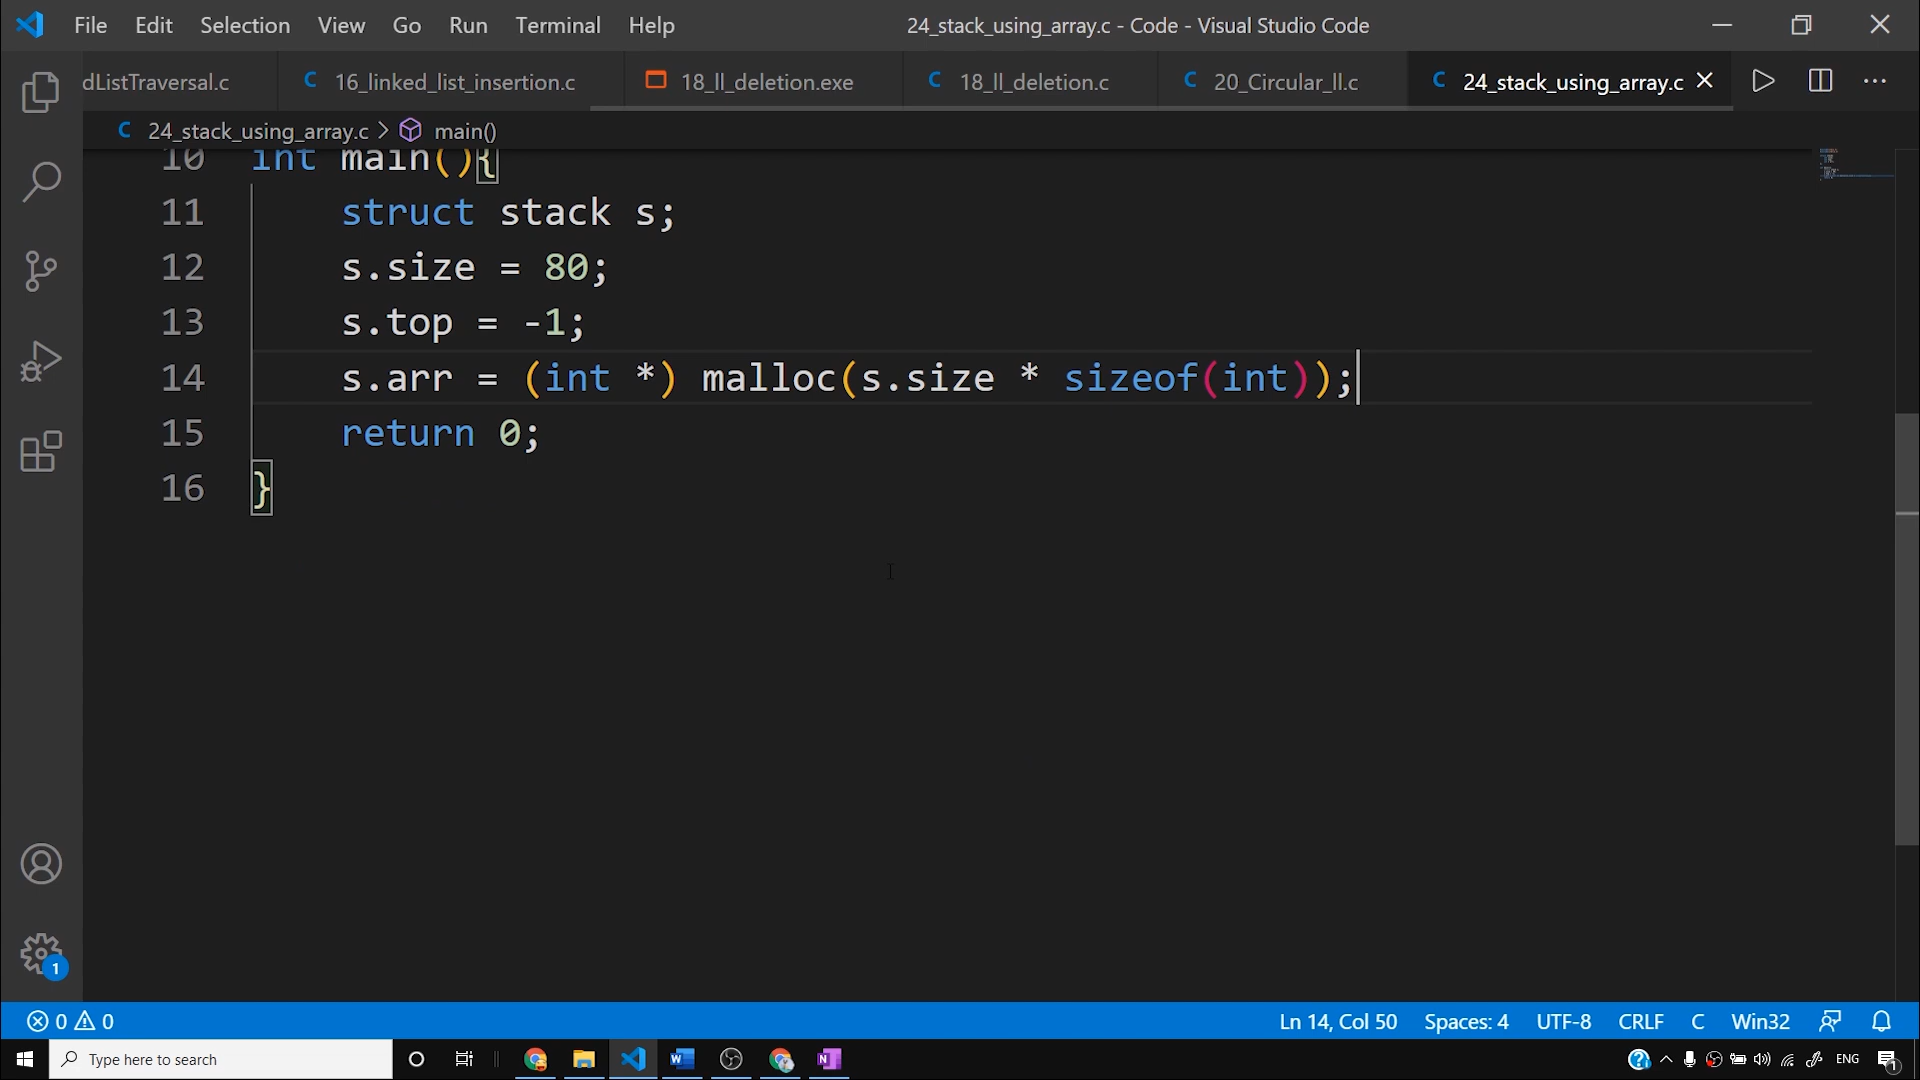 File Edit Selection View Go Run Terminal Help 24_stack_using_array.c - Code - Visual Studio Code
dListTraversal.c C 16_linked_list_insertion.c 18_ll_deletion.exe C 18_ll_deletion.c C 20_Circular_ll.c C 24_stack_using_array.c
C 24_stack_using_array.c > main()
10 int main(){
11 struct stack s;
12 s.size = 80;
13 s.top = -1;
14 s.arr = (int *) malloc(s.size * sizeof(int));
15 return 0;
16 }
1
0 0 Ln 14, Col 50 Spaces: 4 UTF-8 CRLF C Win32
Type here to search ENG 1